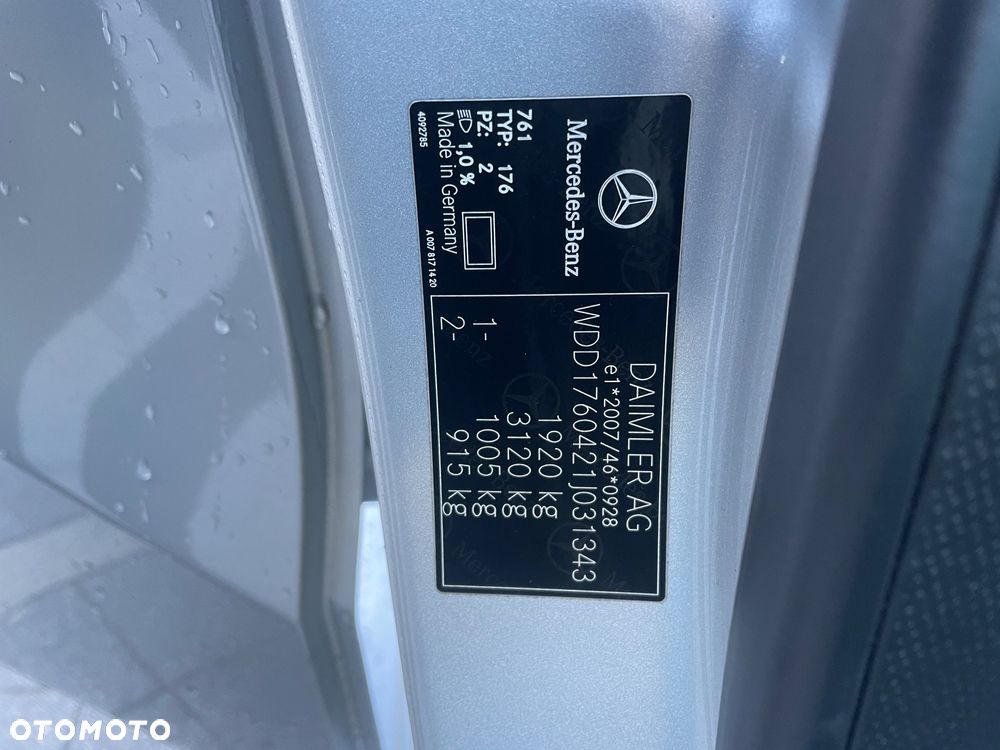 Mercedes-Benz
761
TYP: 176
PZ: 2
1,0 %
Made in Germany
4092785
A 007 817 14 20
DAIMLER AG
e1*2007/46*0928
WDD1760421J031343
1920 kg
3120 kg
1- 1005 kg
2- 915 kg
OTOMOTO